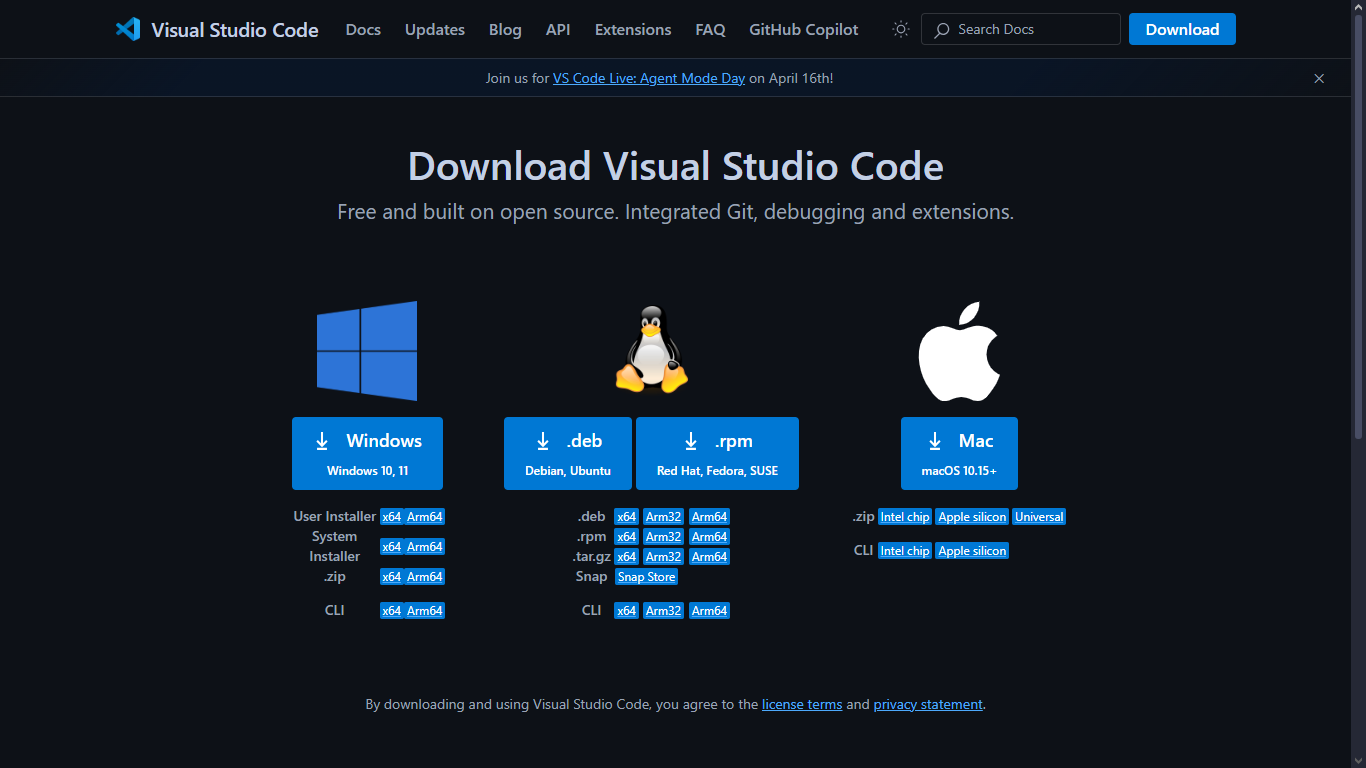 Visual Studio Code Docs Updates Blog API Extensions FAQ GitHub Copilot Search Docs Download
Join us for VS Code Live: Agent Mode Day on April 16th!
Download Visual Studio Code
Free and built on open source. Integrated Git, debugging and extensions.
Windows
Windows 10, 11
User Installer x64 Arm64
System Installer x64 Arm64
.zip x64 Arm64
CLI x64 Arm64
.deb
Debian, Ubuntu
.rpm
Red Hat, Fedora, SUSE
.deb x64 Arm32 Arm64
.rpm x64 Arm32 Arm64
.tar.gz x64 Arm32 Arm64
Snap Snap Store
CLI x64 Arm32 Arm64
Mac
macOS 10.15+
.zip Intel chip Apple silicon Universal
CLI Intel chip Apple silicon
By downloading and using Visual Studio Code, you agree to the license terms and privacy statement.